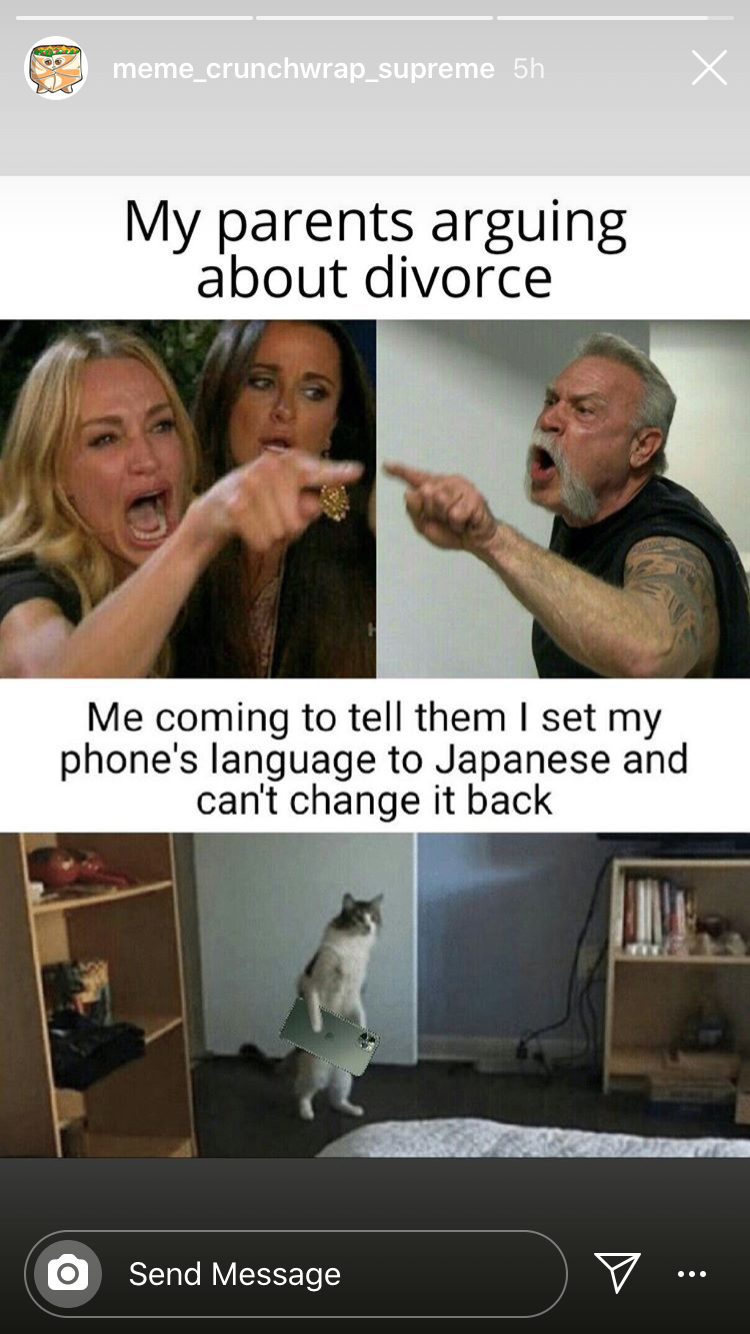 meme_crunchwrap_supreme 5h
My parents arguing
about divorce
Me coming to tell them I set my
phone's language to Japanese and
can't change it back
Send Message